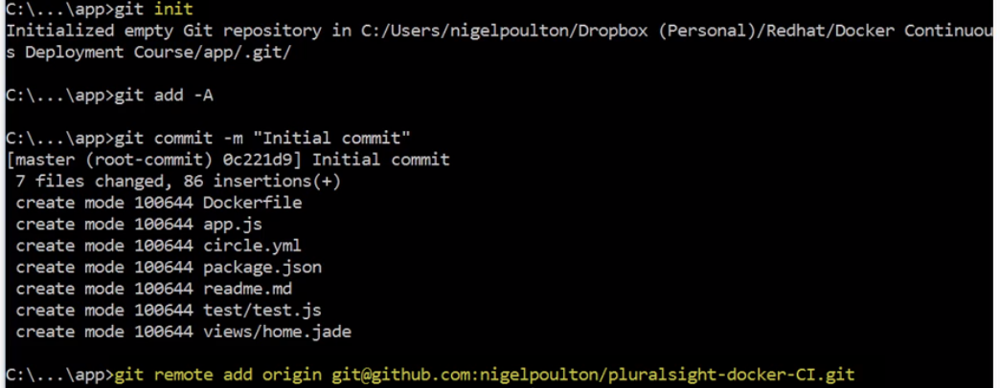 C:\...\app>git init
Initialized empty Git repository in C:/Users/nigelpoulton/Dropbox (Personal)/Redhat/Docker Continuou
s Deployment Course/app/.git/
C:\...\app>git add -A
C:\...\app>git commit -m "Initial commit"
[master (root-commit) 0c221d9] Initial commit
7 files changed, 86 insertions(+)
create mode 100644 Dockerfile
create mode 100644 app.js
create mode 100644 circle.yml
create mode 100644 package.json
create mode 100644 readme.md
create mode 100644 test/test.js
create mode 100644 views/home.jade
C:\...\app>git remote add origin git@github.com:nigelpoulton/pluralsight-docker-CI.git